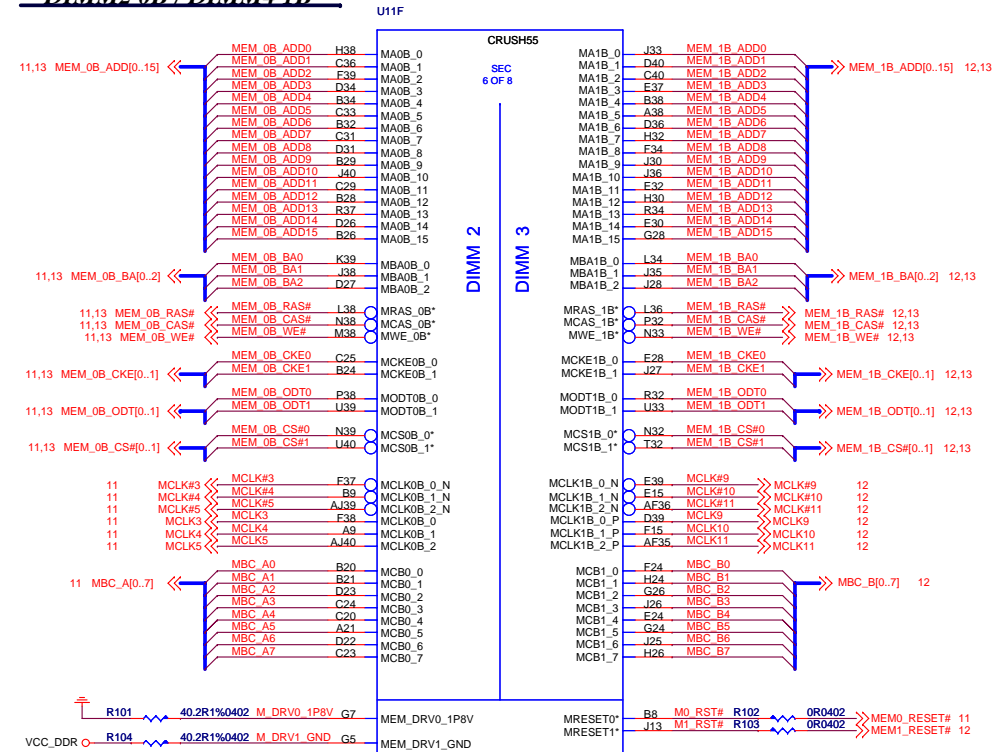 U11F
CRUSH55
SEC
6 OF 8
DIMM 2
DIMM 3
11,13 MEM_0B_ADD[0..15]
MEM_1B_ADD[0..15] 12,13
MEM_0B_ADD0 H38 MA0B_0 MA1B_0 J33 MEM_1B_ADD0
MEM_0B_ADD1 C36 MA0B_1 MA1B_1 D40 MEM_1B_ADD1
MEM_0B_ADD2 F39 MA0B_2 MA1B_2 C40 MEM_1B_ADD2
MEM_0B_ADD3 D34 MA0B_3 MA1B_3 E37 MEM_1B_ADD3
MEM_0B_ADD4 B34 MA0B_4 MA1B_4 B38 MEM_1B_ADD4
MEM_0B_ADD5 C33 MA0B_5 MA1B_5 A38 MEM_1B_ADD5
MEM_0B_ADD6 B32 MA0B_6 MA1B_6 D36 MEM_1B_ADD6
MEM_0B_ADD7 C31 MA0B_7 MA1B_7 H32 MEM_1B_ADD7
MEM_0B_ADD8 D31 MA0B_8 MA1B_8 F34 MEM_1B_ADD8
MEM_0B_ADD9 B29 MA0B_9 MA1B_9 J30 MEM_1B_ADD9
MEM_0B_ADD10 J40 MA0B_10 MA1B_10 J36 MEM_1B_ADD10
MEM_0B_ADD11 C29 MA0B_11 MA1B_11 E32 MEM_1B_ADD11
MEM_0B_ADD12 B28 MA0B_12 MA1B_12 H30 MEM_1B_ADD12
MEM_0B_ADD13 R37 MA0B_13 MA1B_13 R34 MEM_1B_ADD13
MEM_0B_ADD14 D26 MA0B_14 MA1B_14 E30 MEM_1B_ADD14
MEM_0B_ADD15 B26 MA0B_15 MA1B_15 G28 MEM_1B_ADD15
MEM_0B_BA0 K39 MBA0B_0 MBA1B_0 L34 MEM_1B_BA0
11,13 MEM_0B_BA[0..2] MEM_0B_BA1 J38 MBA0B_1 MBA1B_1 J35 MEM_1B_BA1 MEM_1B_BA[0..2] 12,13
MEM_0B_BA2 D27 MBA0B_2 MBA1B_2 J28 MEM_1B_BA2
11,13 MEM_0B_RAS# MEM_0B_RAS# L38 MRAS_0B* MRAS_1B* L36 MEM_1B_RAS# MEM_1B_RAS# 12,13
11,13 MEM_0B_CAS# MEM_0B_CAS# N38 MCAS_0B* MCAS_1B* P32 MEM_1B_CAS# MEM_1B_CAS# 12,13
11,13 MEM_0B_WE# MEM_0B_WE# M38 MWE_0B* MWE_1B* N33 MEM_1B_WE# MEM_1B_WE# 12,13
MEM_0B_CKE0 C25 MCKE0B_0 MCKE1B_0 E28 MEM_1B_CKE0
11,13 MEM_0B_CKE[0..1] MEM_0B_CKE1 B24 MCKE0B_1 MCKE1B_1 J27 MEM_1B_CKE1 MEM_1B_CKE[0..1] 12,13
MEM_0B_ODT0 P38 MODT0B_0 MODT1B_0 R32 MEM_1B_ODT0
11,13 MEM_0B_ODT[0..1] MEM_0B_ODT1 U39 MODT0B_1 MODT1B_1 U33 MEM_1B_ODT1 MEM_1B_ODT[0..1] 12,13
MEM_0B_CS#0 N39 MCS0B_0* MCS1B_0* N32 MEM_1B_CS#0
11,13 MEM_0B_CS#[0..1] MEM_0B_CS#1 U40 MCS0B_1* MCS1B_1* T32 MEM_1B_CS#1 MEM_1B_CS#[0..1] 12,13
11 MCLK#3 MCLK#3 F37 MCLK0B_0_N MCLK1B_0_N E39 MCLK#9 MCLK#9 12
11 MCLK#4 MCLK#4 B9 MCLK0B_1_N MCLK1B_1_N E15 MCLK#10 MCLK#10 12
11 MCLK#5 MCLK#5 AJ39 MCLK0B_2_N MCLK1B_2_N AF36 MCLK#11 MCLK#11 12
11 MCLK3 MCLK3 F38 MCLK0B_0 MCLK1B_0_P D39 MCLK9 MCLK9 12
11 MCLK4 MCLK4 A9 MCLK0B_1 MCLK1B_1_P F15 MCLK10 MCLK10 12
11 MCLK5 MCLK5 AJ40 MCLK0B_2 MCLK1B_2_P AF35 MCLK11 MCLK11 12
MBC_A0 B20 MCB0_0 MCB1_0 F24 MBC_B0
11 MBC_A[0..7] MBC_A1 B21 MCB0_1 MCB1_1 H24 MBC_B1 MBC_B[0..7] 12
MBC_A2 D23 MCB0_2 MCB1_2 G26 MBC_B2
MBC_A3 C24 MCB0_3 MCB1_3 J26 MBC_B3
MBC_A4 C20 MCB0_4 MCB1_4 E24 MBC_B4
MBC_A5 A21 MCB0_5 MCB1_5 G24 MBC_B5
MBC_A6 D22 MCB0_6 MCB1_6 J25 MBC_B6
MBC_A7 C23 MCB0_7 MCB1_7 H26 MBC_B7
R101 40.2R1%0402 M_DRV0_1P8V G7 MEM_DRV0_1P8V MRESET0* B8 M0_RST# R102 0R0402 MEM0_RESET# 11
MRESET1* J13 M1_RST# R103 0R0402 MEM1_RESET# 12
VCC_DDR R104 40.2R1%0402 M_DRV1_GND G5 MEM_DRV1_GND